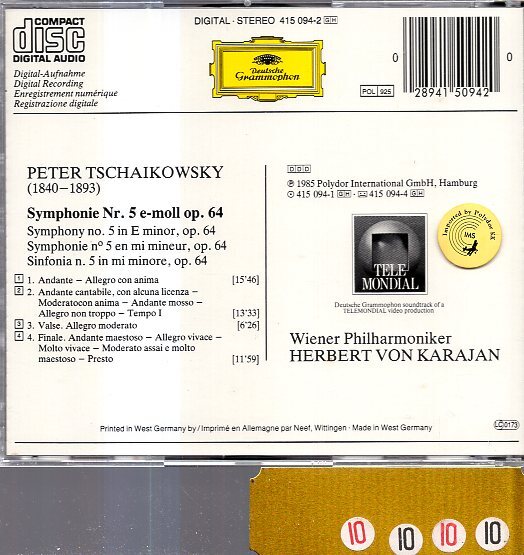 COMPACT
disc
DIGITAL AUDIO
Digital-Aufnahme
Digital Recording
Enregistrement numérique
Registrazione digitale
DIGITAL · STEREO 415 094-2 GH
Deutsche
Grammophon
POL 925
0
0
28941 50942
PETER TSCHAIKOWSKY
(1840–1893)
Symphonie Nr. 5 e-moll op. 64
Symphony no. 5 in E minor, op. 64
Symphonie nº 5 en mi mineur, op. 64
Sinfonia n. 5 in mi minore, op. 64
1 1. Andante – Allegro con anima [15'46]
2 2. Andante cantabile, con alcuna licenza –
Moderatocon anima – Andante mosso –
Allegro non troppo – Tempo I [13'33]
3 3. Valse. Allegro moderato [6'26]
4 4. Finale. Andante maestoso – Allegro vivace –
Molto vivace – Moderato assai e molto
maestoso – Presto [11'59]
DDD
℗ 1985 Polydor International GmbH, Hamburg
415 094-1 GH · 415 094-4 GH
TELE
MONDIAL
Deutsche Grammophon soundtrack of a
TELEMONDIAL video production
Imported by Polydor KK
IMS
Wiener Philharmoniker
HERBERT VON KARAJAN
Printed in West Germany by / Imprimé en Allemagne par Neef, Wittingen · Made in West Germany
LC 0173
10
10
10
10